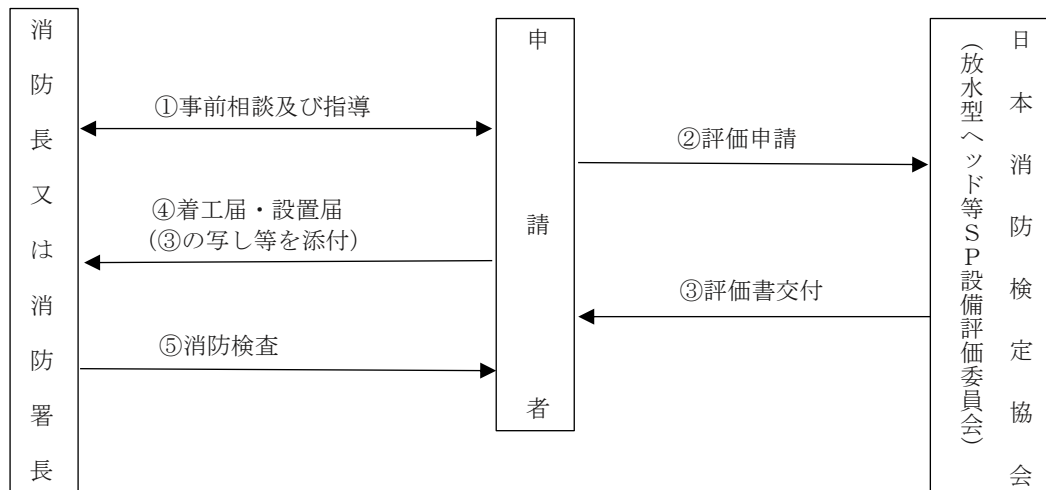 消防長又は消防署長
①事前相談及び指導
④着工届・設置届
(③の写し等を添付)
⑤消防検査
申請者
②評価申請
③評価書交付
日本消防検定協会
(放水型ヘッド等SP設備評価委員会)